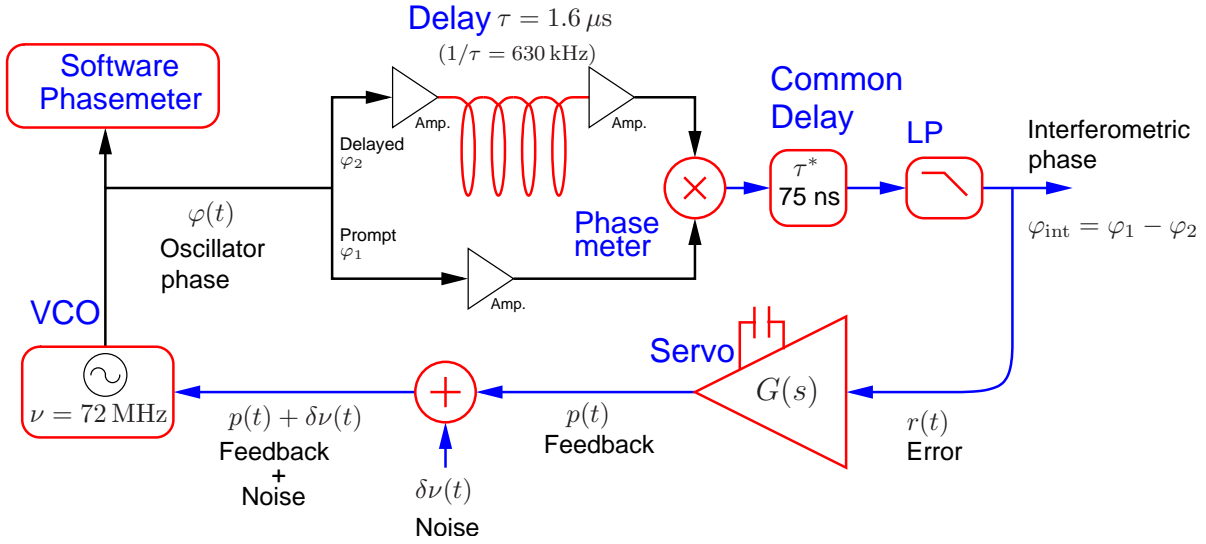 Delay τ = 1.6 μs
(1/τ = 630 kHz)
Software
Phasemeter
Amp.
Amp.
Common
Delay
LP
Interferometric
phase
Delayed
φ₂
τ*
75 ns
φ(t)
Oscillator
phase
Prompt
φ₁
Phase
meter
φ_int = φ₁ − φ₂
Amp.
VCO
Servo
ν = 72 MHz
p(t) + δν(t)
Feedback
+
Noise
+
p(t)
Feedback
G(s)
r(t)
Error
δν(t)
Noise